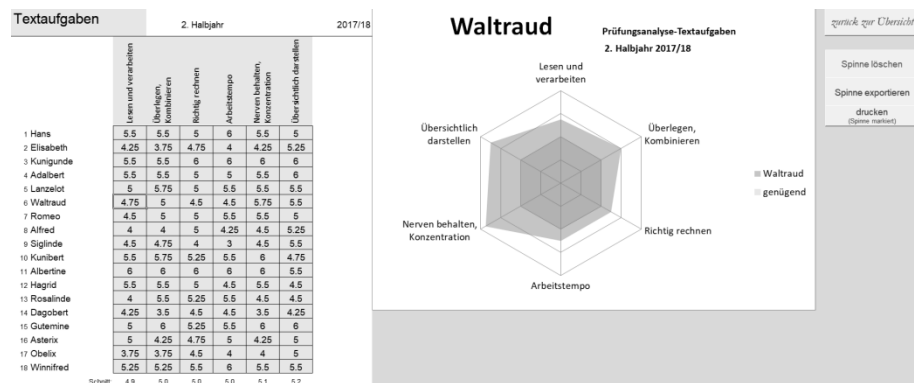 Textaufgaben 2. Halbjahr 2017/18
Lesen und verarbeiten
Überlegen, Kombinieren
Richtig rechnen
Arbeitstempo
Nerven behalten, Konzentration
Übersichtlich darstellen
1 Hans 5.5 5.5 5 6 5.5 5
2 Elisabeth 4.25 3.75 4.75 4 4.25 5.25
3 Kunigunde 5.5 5.5 6 6 6 6
4 Adalbert 5.5 5.5 5 5 5.5 6
5 Lanzelot 5 5.75 5 5.5 5.5 5.5
6 Waltraud 4.75 5 4.5 4.5 5.75 5.5
7 Romeo 4.5 5 5 5.5 5.5 5
8 Alfred 4 4 5 4.25 4.5 5.25
9 Siglinde 4.5 4.75 4 3 4.5 5.5
10 Kunibert 5.5 5.75 5.25 5.5 6 4.75
11 Albertine 6 6 6 6 6 5.5
12 Hagrid 5.5 5.5 5 4.5 5.5 4.5
13 Rosalinde 4 5.5 5.25 5.5 4.5 4.5
14 Dagobert 4.25 3.5 4.5 4.5 3.5 4.25
15 Gutemine 5 6 5.25 5.5 6 6
16 Asterix 5 4.25 4.75 5 4.25 5
17 Obelix 3.75 3.75 4.5 4 4 5
18 Winnifred 5.25 5.25 5.5 6 5.5 5.5
Schnitt 4.9 5.0 5.0 5.0 5.1 5.2
Waltraud
Prüfungsanalyse-Textaufgaben
2. Halbjahr 2017/18
Lesen und
verarbeiten
Überlegen,
Kombinieren
Richtig rechnen
Arbeitstempo
Nerven behalten,
Konzentration
Übersichtlich
darstellen
Waltraud
genügend
zurück zur Übersicht
Spinne löschen
Spinne exportieren
drucken
(Spinne markiert)